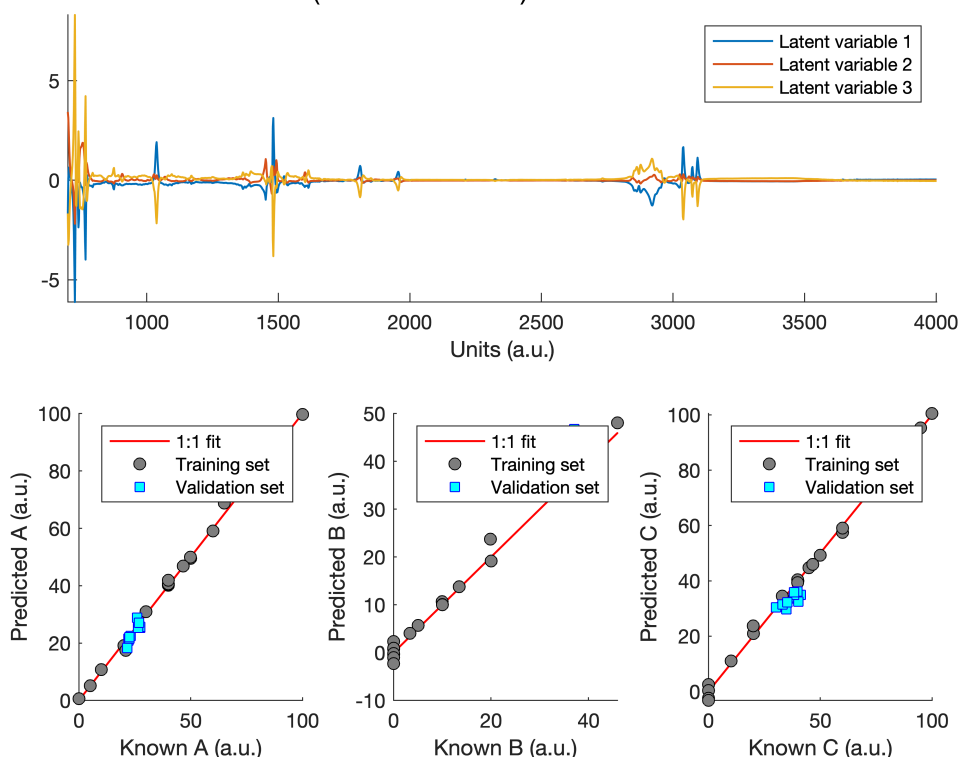 Latent variable 1
Latent variable 2
Latent variable 3
5
0
-5
1000 1500 2000 2500 3000 3500 4000
Units (a.u.)
100
80
60
40
20
0
0 50 100
Predicted A (a.u.)
Known A (a.u.)
1:1 fit
Training set
Validation set
50
40
30
20
10
0
-10
0 20 40
Predicted B (a.u.)
Known B (a.u.)
1:1 fit
Training set
Validation set
100
80
60
40
20
0
0 50 100
Predicted C (a.u.)
Known C (a.u.)
1:1 fit
Training set
Validation set